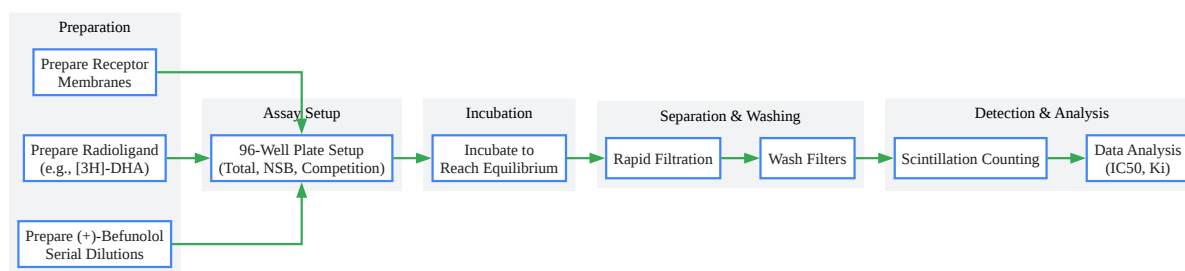 Preparation
Prepare Receptor
Membranes
Prepare Radioligand
(e.g., [3H]-DHA)
Prepare (+)-Befunolol
Serial Dilutions
Assay Setup
96-Well Plate Setup
(Total, NSB, Competition)
Incubation
Incubate to
Reach Equilibrium
Separation & Washing
Rapid Filtration
Wash Filters
Detection & Analysis
Scintillation Counting
Data Analysis
(IC50, Ki)